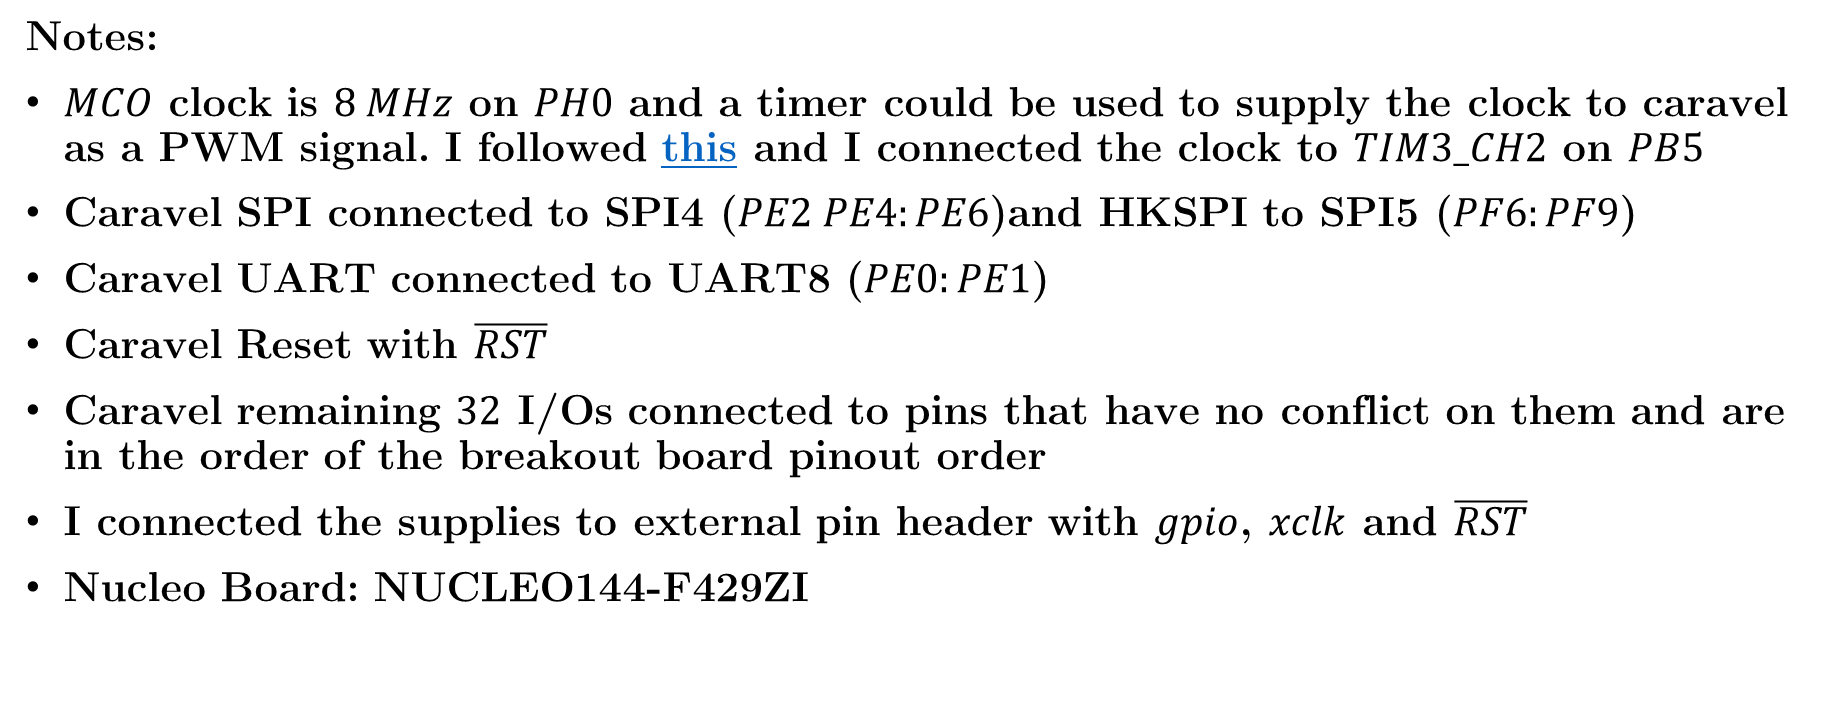 Notes:
• MCO clock is 8 MHz on PH0 and a timer could be used to supply the clock to caravel
as a PWM signal. I followed this and I connected the clock to TIM3_CH2 on PB5
• Caravel SPI connected to SPI4 (PE2 PE4:PE6)and HKSPI to SPI5 (PF6:PF9)
• Caravel UART connected to UART8 (PE0:PE1)
• Caravel Reset with R̅S̅T̅
• Caravel remaining 32 I/Os connected to pins that have no conflict on them and are
in the order of the breakout board pinout order
• I connected the supplies to external pin header with gpio, xclk and R̅S̅T̅
• Nucleo Board: NUCLEO144-F429ZI